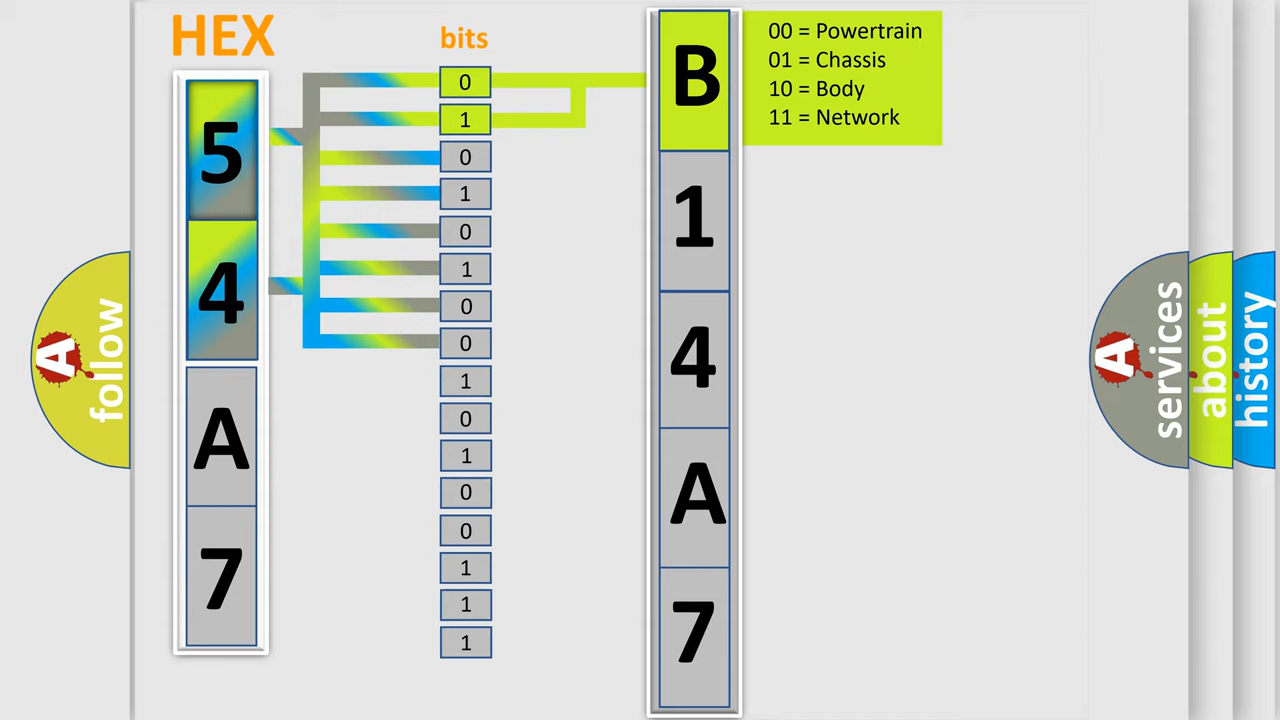 HEX
bits
5
4
A
7
0
1
0
1
0
1
0
0
1
0
1
0
0
1
1
1
B
1
4
A
7
00 = Powertrain
01 = Chassis
10 = Body
11 = Network
A
follow
A
services
about
history